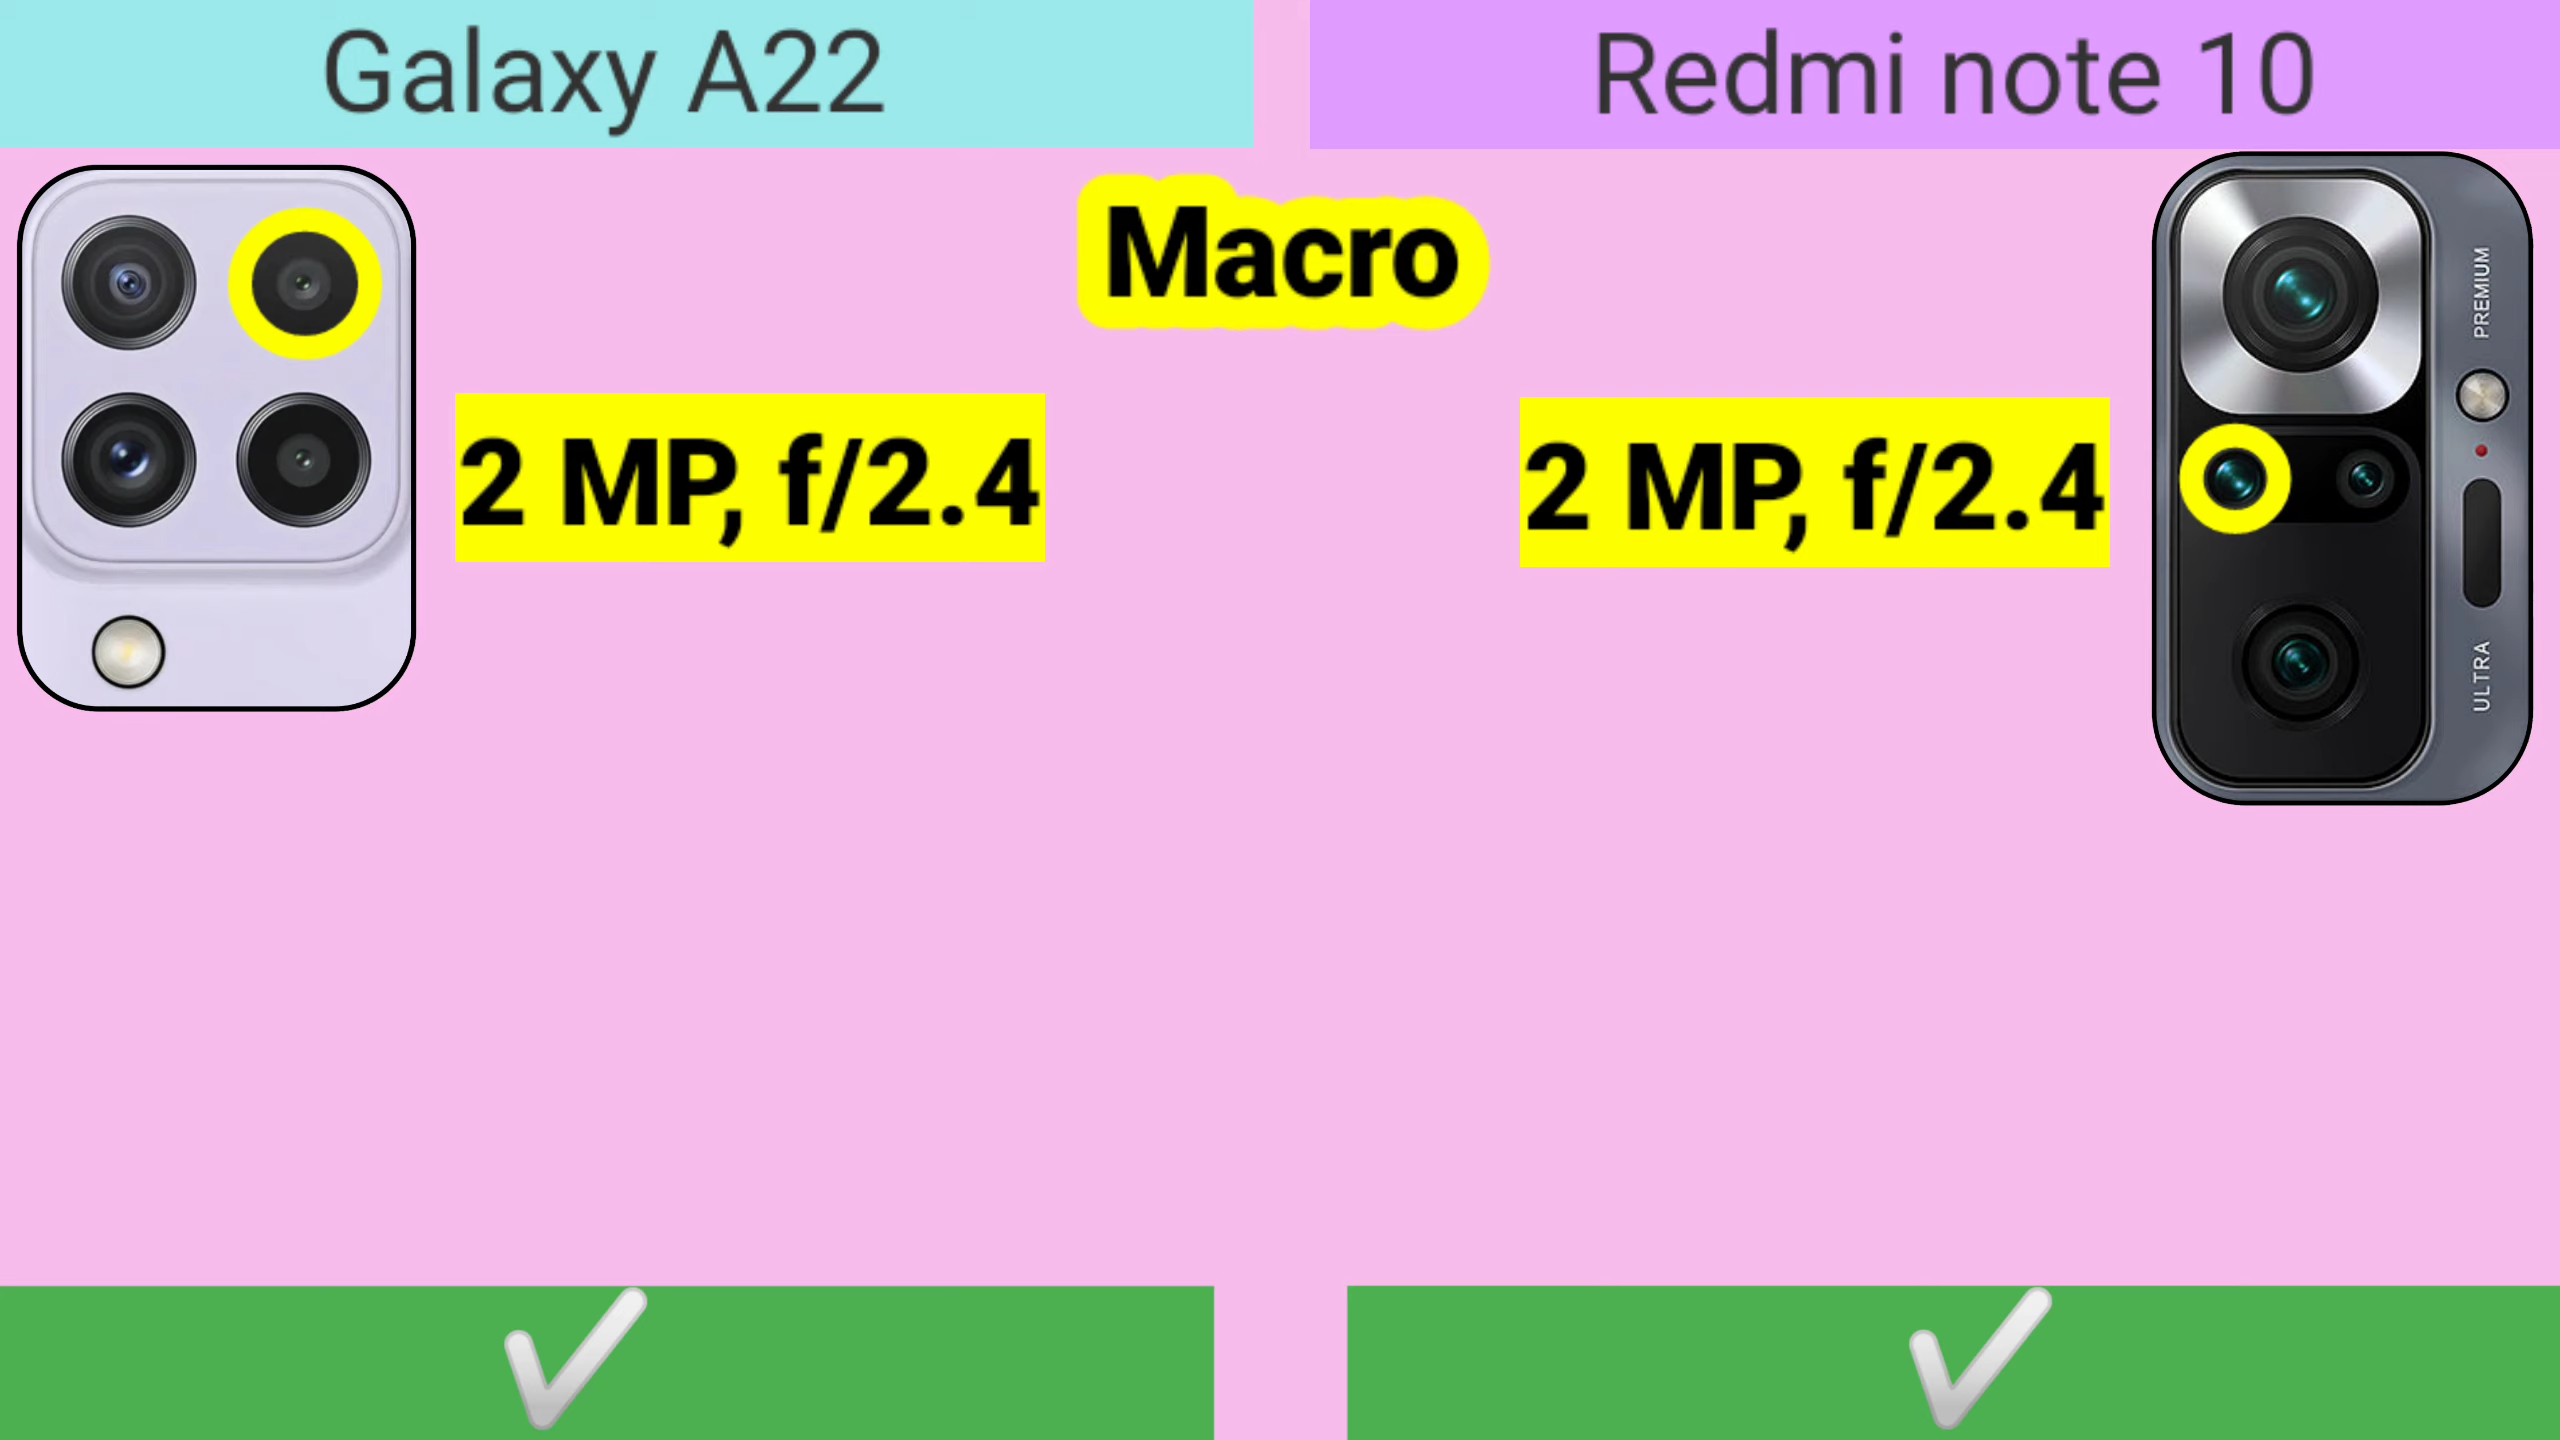 Galaxy A22
Redmi note 10
Macro
2 MP, f/2.4
2 MP, f/2.4
PREMIUM
ULTRA